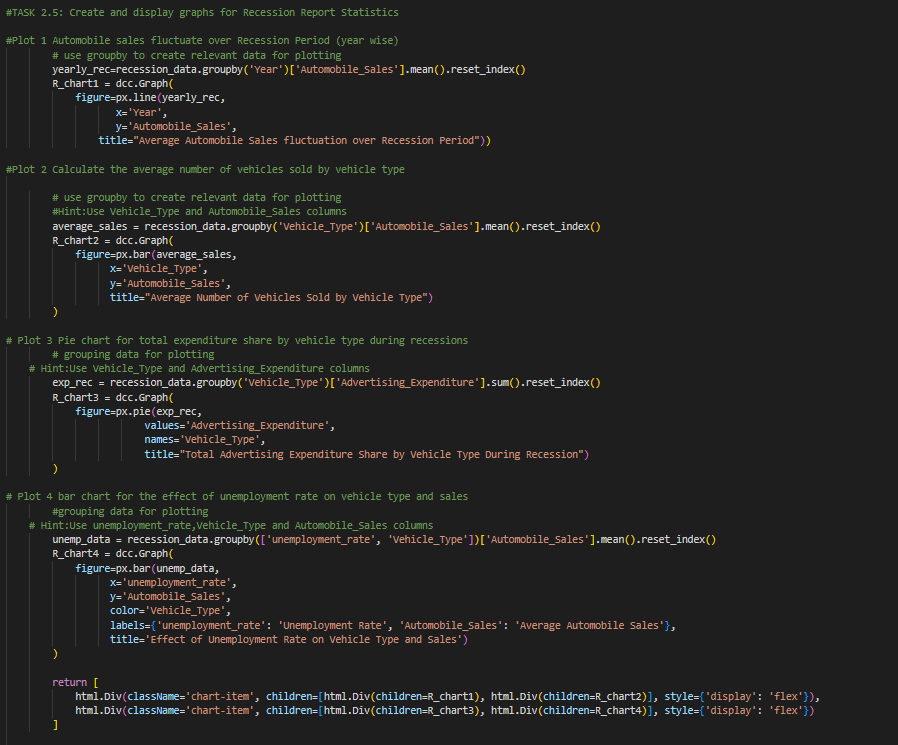 #TASK 2.5: Create and display graphs for Recession Report Statistics
#Plot 1 Automobile sales fluctuate over Recession Period (year wise)
# use groupby to create relevant data for plotting
yearly_rec=recession_data.groupby('Year')['Automobile_Sales'].mean().reset_index()
R_chart1 = dcc.Graph(
figure=px.line(yearly_rec,
x='Year',
y='Automobile_Sales',
title="Average Automobile Sales fluctuation over Recession Period"))
#Plot 2 Calculate the average number of vehicles sold by vehicle type
# use groupby to create relevant data for plotting
#Hint:Use Vehicle_Type and Automobile_Sales columns
average_sales = recession_data.groupby('Vehicle_Type')['Automobile_Sales'].mean().reset_index()
R_chart2 = dcc.Graph(
figure=px.bar(average_sales,
x='Vehicle_Type',
y='Automobile_Sales',
title="Average Number of Vehicles Sold by Vehicle Type")
)
# Plot 3 Pie chart for total expenditure share by vehicle type during recessions
# grouping data for plotting
# Hint:Use Vehicle_Type and Advertising_Expenditure columns
exp_rec = recession_data.groupby('Vehicle_Type')['Advertising_Expenditure'].sum().reset_index()
R_chart3 = dcc.Graph(
figure=px.pie(exp_rec,
values='Advertising_Expenditure',
names='Vehicle_Type',
title="Total Advertising Expenditure Share by Vehicle Type During Recession")
)
# Plot 4 bar chart for the effect of unemployment rate on vehicle type and sales
#grouping data for plotting
# Hint:Use unemployment_rate,Vehicle_Type and Automobile_Sales columns
unemp_data = recession_data.groupby(['unemployment_rate', 'Vehicle_Type'])['Automobile_Sales'].mean().reset_index()
R_chart4 = dcc.Graph(
figure=px.bar(unemp_data,
x='unemployment_rate',
y='Automobile_Sales',
color='Vehicle_Type',
labels={'unemployment_rate': 'Unemployment Rate', 'Automobile_Sales': 'Average Automobile Sales'},
title='Effect of Unemployment Rate on Vehicle Type and Sales')
)
return [
html.Div(className='chart-item', children=[html.Div(children=R_chart1), html.Div(children=R_chart2)], style={'display': 'flex'}),
html.Div(className='chart-item', children=[html.Div(children=R_chart3), html.Div(children=R_chart4)], style={'display': 'flex'})
]